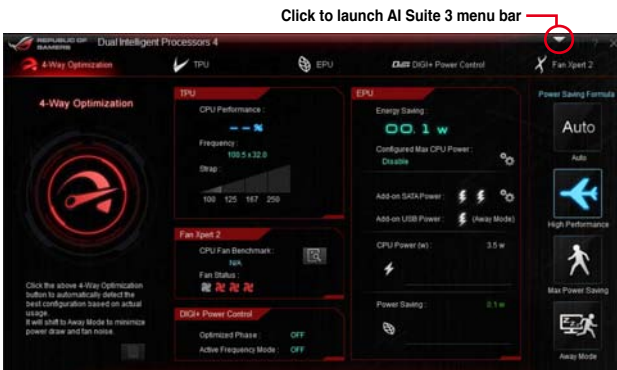 Click to launch AI Suite 3 menu bar
REPUBLIC OF GAMERS
Dual Intelligent Processors 4
? ×
4-Way Optimization
TPU
EPU
DIGI+ DIGI+ Power Control
Fan Xpert 2
4-Way Optimization
Click the above 4-Way Optimization
button to automatically detect the
best configuration based on actual
usage.
It will shift to Away Mode to minimize
power draw and fan noise.
TPU
CPU Performance :
-- %
Frequency :
100.5 x 32.0
Strap :
100 125 167 250
Fan Xpert 2
CPU Fan Benchmark :
N/A
Fan Status :
DIGI+ Power Control
Optimized Phase : OFF
Active Frequency Mode : OFF
EPU
Energy Saving :
00.1 w
Configured Max CPU Power :
Disable
Add-on SATA Power :
Add-on USB Power : (Away Mode)
CPU Power (w) : 3.5 w
Power Saving : 0.1 w
Power Saving Formula
Auto
Auto
High Performance
Max Power Saving
Away Mode